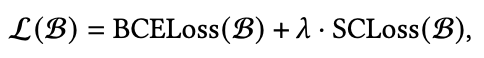 ℒ(ℬ) = BCELoss(ℬ) + λ · SCLoss(ℬ),